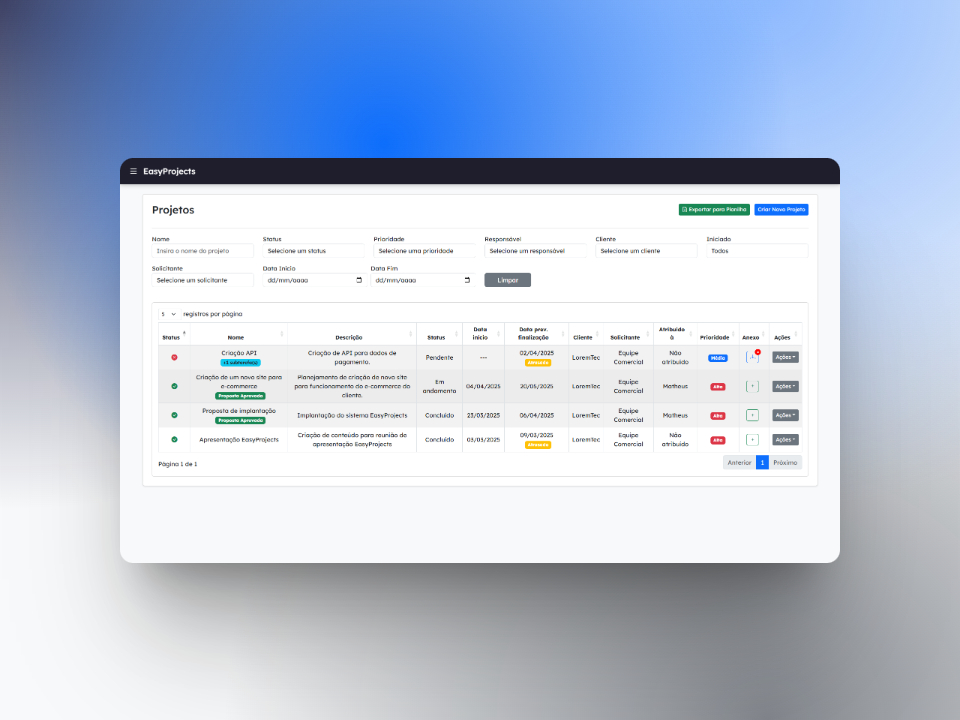 EasyProjects
Projetos
Exportar para Planilha
Criar Novo Projeto
Nome
Status
Prioridade
Responsável
Cliente
Iniciado
Insira o nome do projeto
Selecione um status
Selecione uma prioridade
Selecione um responsável
Selecione um cliente
Todos
Solicitante
Data Início
Data Fim
Selecione um solicitante
dd/mm/aaaa
dd/mm/aaaa
Limpar
5 registros por página
Status
Nome
Descrição
Status
Data início
Data prev. finalização
Cliente
Solicitante
Atribuído à
Prioridade
Anexo
Ações
Criação API
+1 subtarefa(s)
Criação de API para dados de pagamento.
Pendente
---
02/04/2025
Atrasado
LoremTec
Equipe Comercial
Não atribuído
Média
Ações
Criação de um novo site para e-commerce
Proposta Aprovada
Planejamento de criação de novo site para funcionamento do e-commerce do cliente.
Em andamento
04/04/2025
20/05/2025
LoremTec
Equipe Comercial
Matheus
Alta
+
Ações
Proposta de implantação
Proposta Aprovada
Implantação do sistema EasyProjects
Concluído
23/03/2025
06/04/2025
LoremTec
Equipe Comercial
Matheus
Alta
+
Ações
Apresentação EasyProjects
Criação de conteúdo para reunião de apresentação EasyProjects
Concluído
03/03/2025
09/03/2025
Atrasado
LoremTec
Equipe Comercial
Não atribuído
Alta
+
Ações
Página 1 de 1
Anterior
1
Próximo